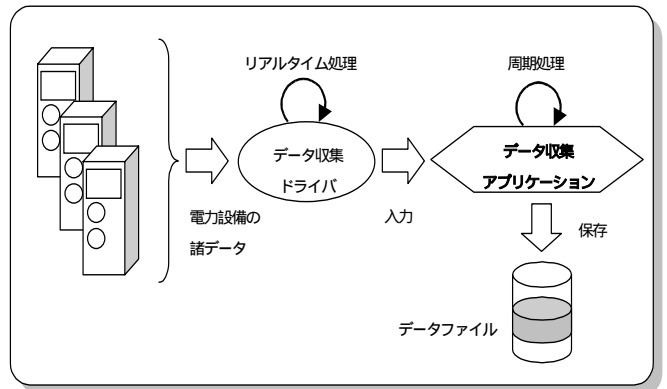 リアルタイム処理
周期処理
データ収集
ドライバ
データ収集
アプリケーション
電力設備の
諸データ
入力
保存
データファイル